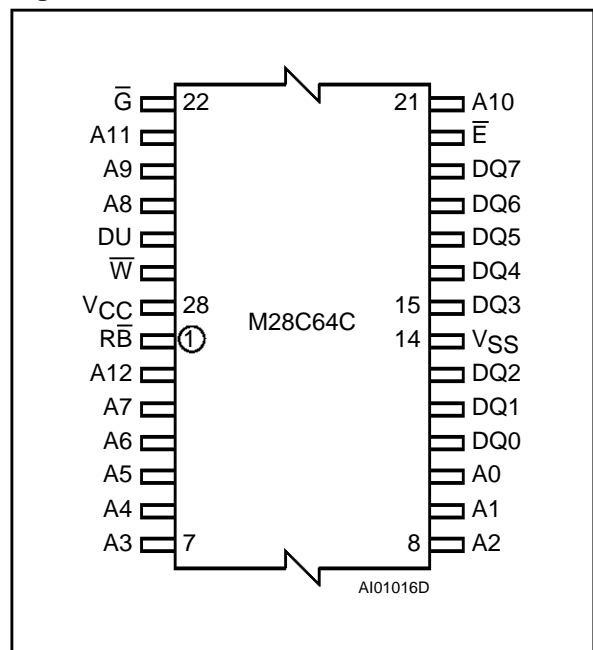 G̅ 22 21 A10
A11 E̅
A9 DQ7
A8 DQ6
DU DQ5
W̅ DQ4
VCC 28 15 DQ3
M28C64C
RB̅ 1 14 VSS
A12 DQ2
A7 DQ1
A6 DQ0
A5 A0
A4 A1
A3 7 8 A2
AI01016D